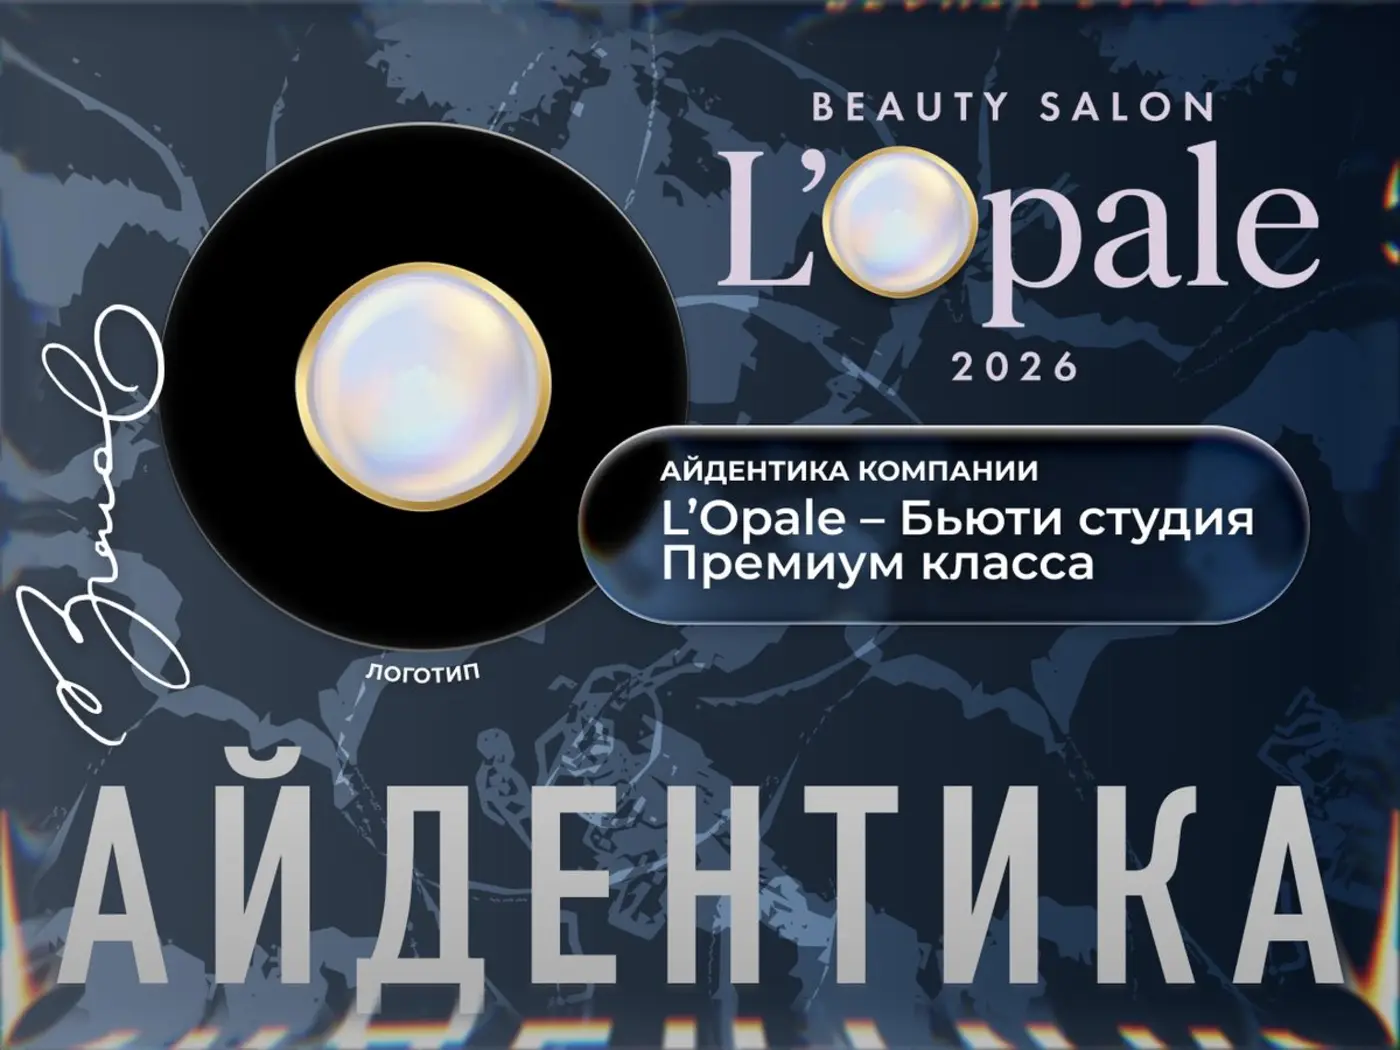 BEAUTY SALON
L’Opale
2026
АЙДЕНТИКА КОМПАНИИ
L’Opale – Бьюти студия
Премиум класса
ЛОГОТИП
АЙДЕНТИКА